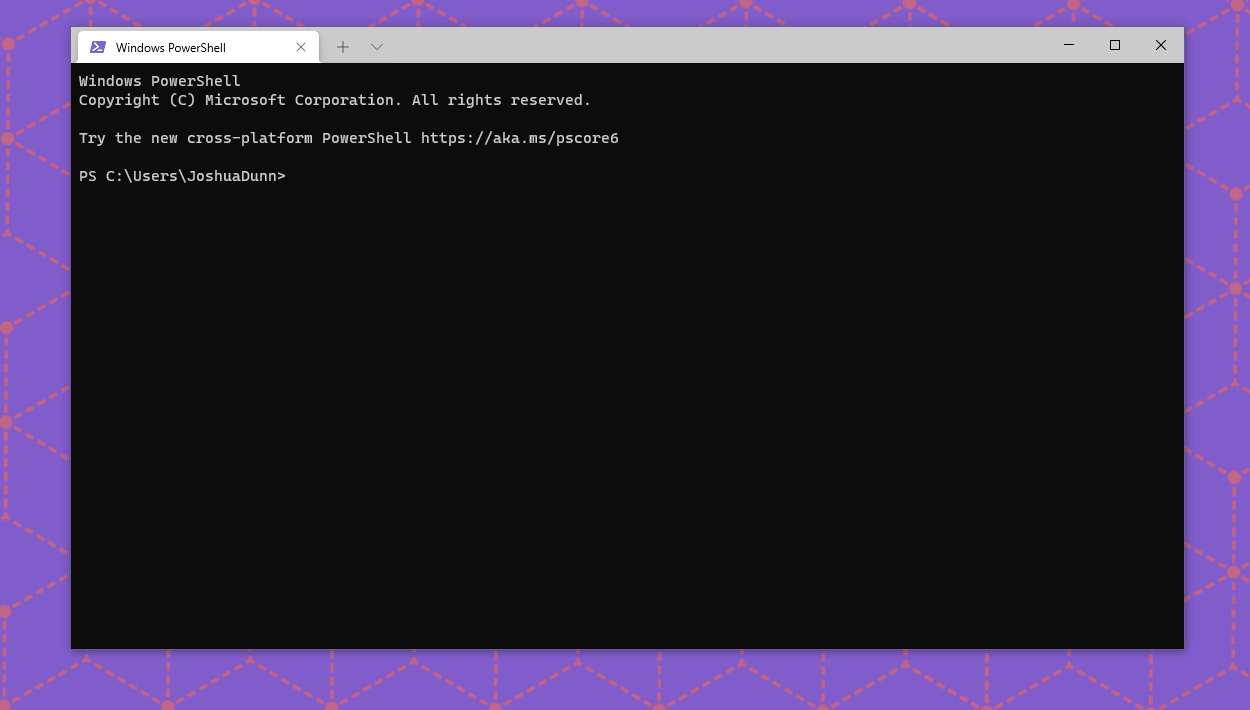 Windows PowerShell
Windows PowerShell
Copyright (C) Microsoft Corporation. All rights reserved.
Try the new cross-platform PowerShell https://aka.ms/pscore6
PS C:\Users\JoshuaDunn>